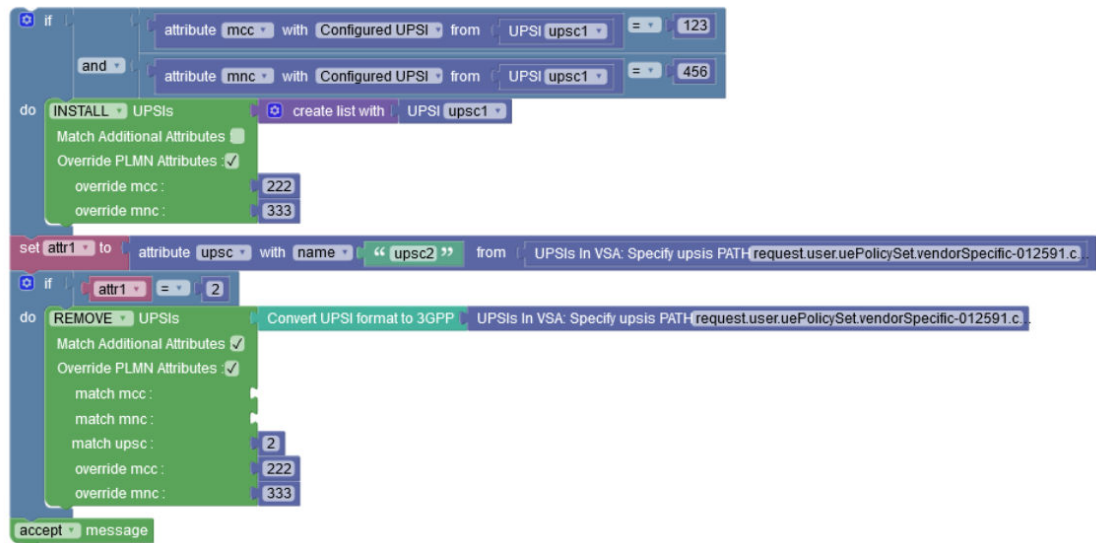 if attribute mcc with Configured UPSI from UPSI upsc1 = 123
and attribute mnc with Configured UPSI from UPSI upsc1 = 456
do INSTALL UPSIs create list with UPSI upsc1
Match Additional Attributes :
Override PLMN Attributes :
override mcc : 222
override mnc : 333
set attr1 to attribute upsc with name “ upsc2 ” from UPSIs In VSA: Specify upsis PATH request.user.uePolicySet.vendorSpecific-012591.c...
if attr1 = 2
do REMOVE UPSIs Convert UPSI format to 3GPP UPSIs In VSA: Specify upsis PATH request.user.uePolicySet.vendorSpecific-012591.c...
Match Additional Attributes :
Override PLMN Attributes :
match mcc :
match mnc :
match upsc : 2
override mcc : 222
override mnc : 333
accept message